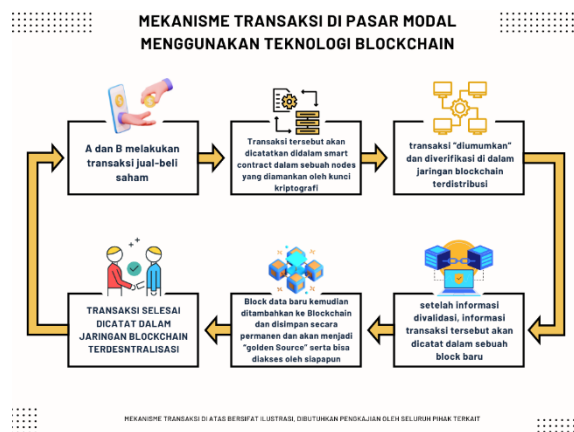 MEKANISME TRANSAKSI DI PASAR MODAL
MENGGUNAKAN TEKNOLOGI BLOCKCHAIN
A dan B melakukan
transaksi jual-beli
saham
Transaksi tersebut akan
dicatatkan didalam smart
contract dalam sebuah nodes
yang diamankan oleh kunci
kriptografi
transaksi "diumumkan"
dan diverifikasi di dalam
jaringan blockchain
terdistribusi
TRANSAKSI SELESAI
DICATAT DALAM
JARINGAN BLOCKCHAIN
TERDESNTRALISASI
Block data baru kemudian
ditambahkan ke Blockchain
dan disimpan secara
permanen dan akan menjadi
"golden Source" serta bisa
diakses oleh siapapun
setelah informasi
divalidasi, informasi
transaksi tersebut akan
dicatat dalam sebuah
block baru
MEKANISME TRANSAKSI DI ATAS BERSIFAT ILUSTRASI, DIBUTUHKAN PENGKAJIAN OLEH SELURUH PIHAK TERKAIT